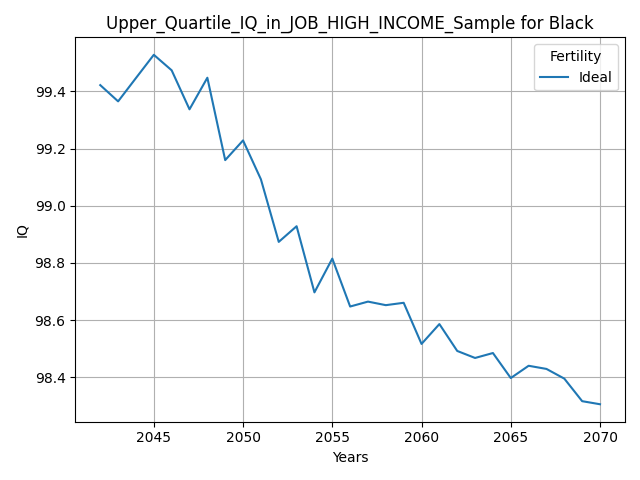 Upper_Quartile_IQ_in_JOB_HIGH_INCOME_Sample for Black
Fertility
Ideal
99.4
99.2
99.0
98.8
98.6
98.4
IQ
2045 2050 2055 2060 2065 2070
Years